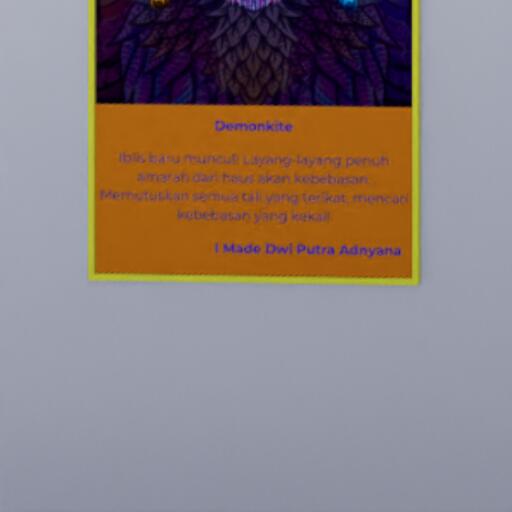 Demonkite
Iblis baru muncul! Layang-layang penuh
amarah dan haus akan kebebasan.
Memutuskan semua tali yang terikat, mencari
kebebasan yang kekal!
I Made Dwi Putra Adnyana